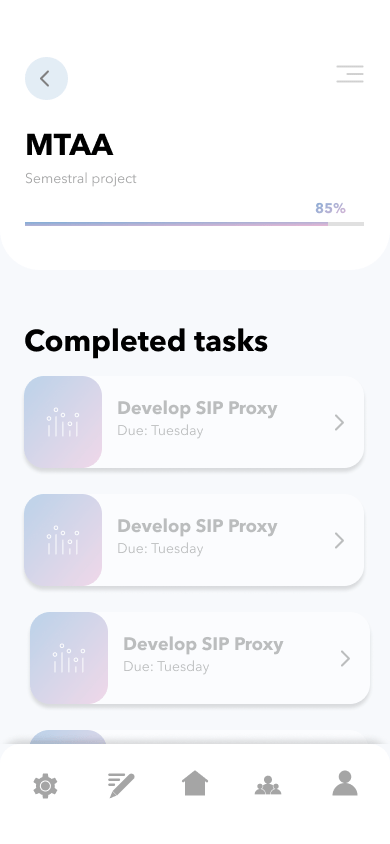 MTAA
Semestral project
85%
Completed tasks
Develop SIP Proxy
Due: Tuesday
Develop SIP Proxy
Due: Tuesday
Develop SIP Proxy
Due: Tuesday